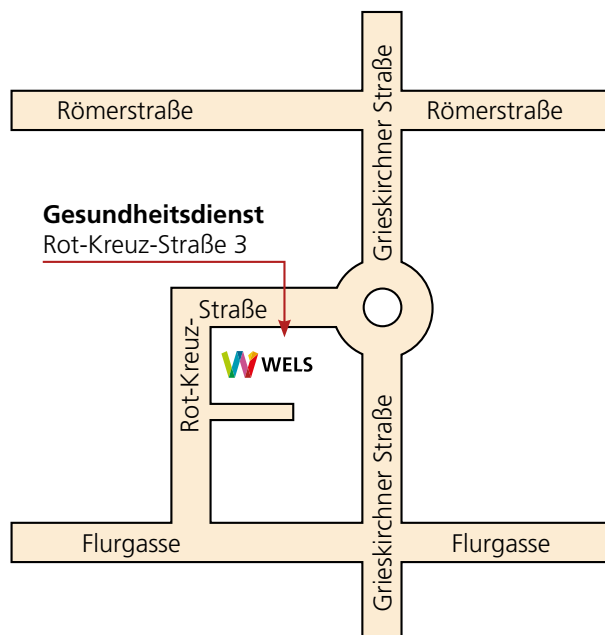 Grieskirchner Straße
Römerstraße
Römerstraße
Gesundheitsdienst
Rot-Kreuz-Straße 3
Rot-Kreuz-
Straße
WELS
Grieskirchner Straße
Flurgasse
Flurgasse